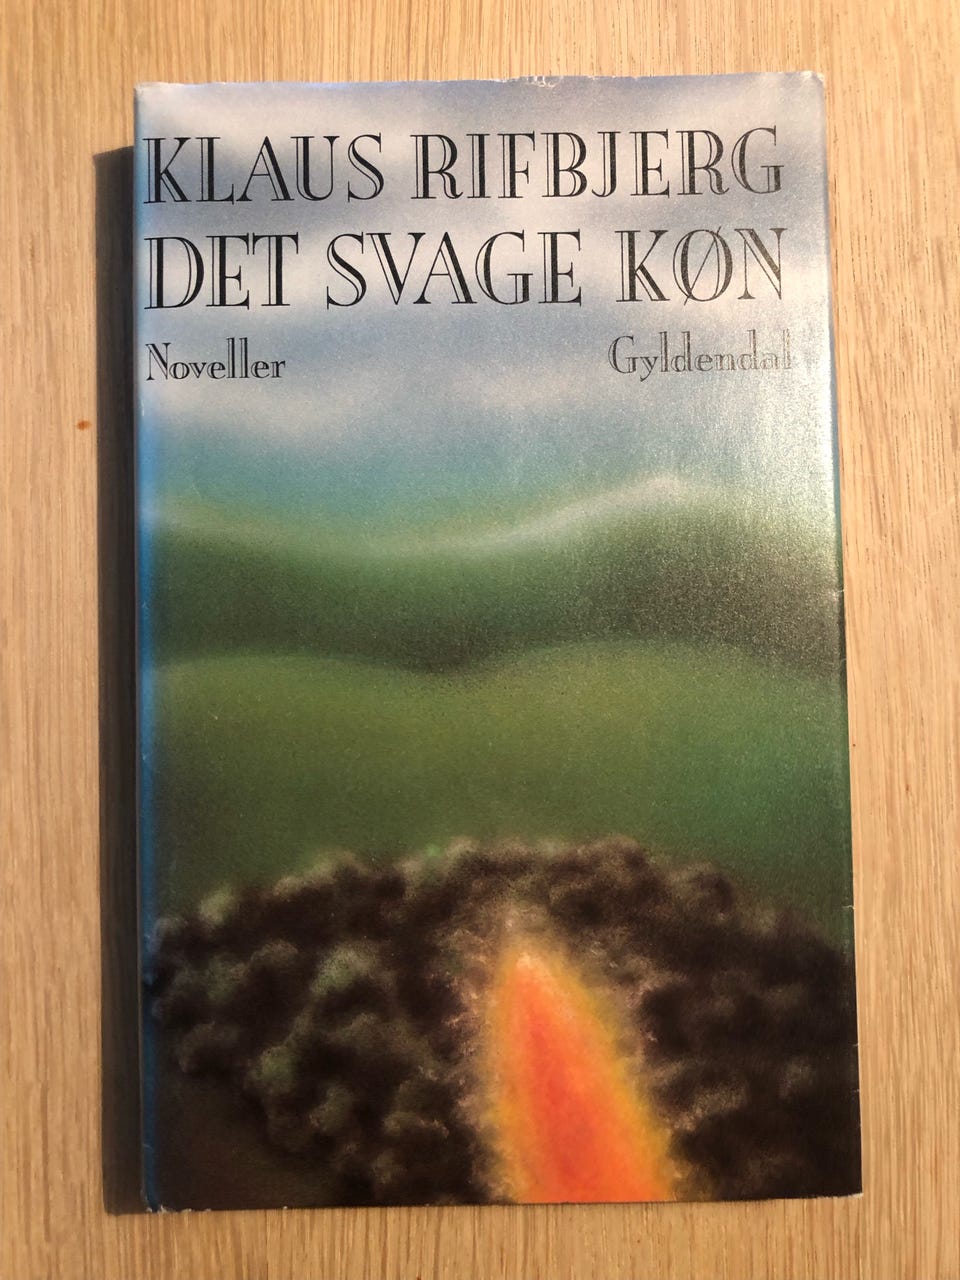 KLAUS RIFBJERG
DET SVAGE KØN
Noveller Gyldendal